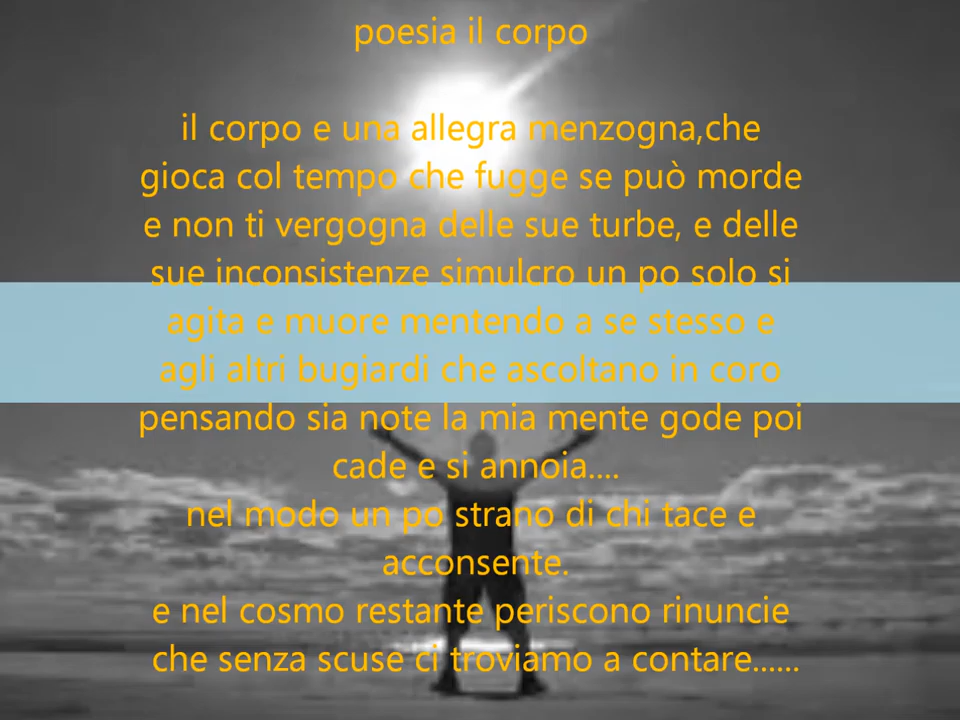 poesia il corpo
il corpo e una allegra menzogna,che
gioca col tempo che fugge se può morde
e non ti vergogna delle sue turbe, e delle
sue inconsistenze simulcro un po solo si
agita e muore mentendo a se stesso e
agli altri bugiardi che ascoltano in coro
pensando sia note la mia mente gode poi
cade e si annoia....
nel modo un po strano di chi tace e
acconsente.
e nel cosmo restante periscono rinuncie
che senza scuse ci troviamo a contare......